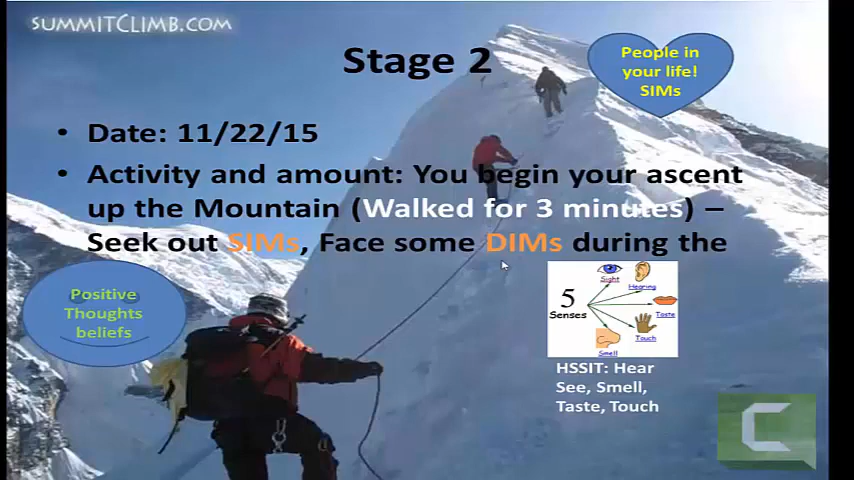 SUMMITCLIMB.COM
Stage 2
People in
your life!
SIMs
• Date: 11/22/15
• Activity and amount: You begin your ascent
up the Mountain (Walked for 3 minutes) –
Seek out SIMs, Face some DIMs during the
Positive
Thoughts
beliefs
5
Senses
Sight
Hearing
Taste
Touch
Smell
HSSIT: Hear
See, Smell,
Taste, Touch
C